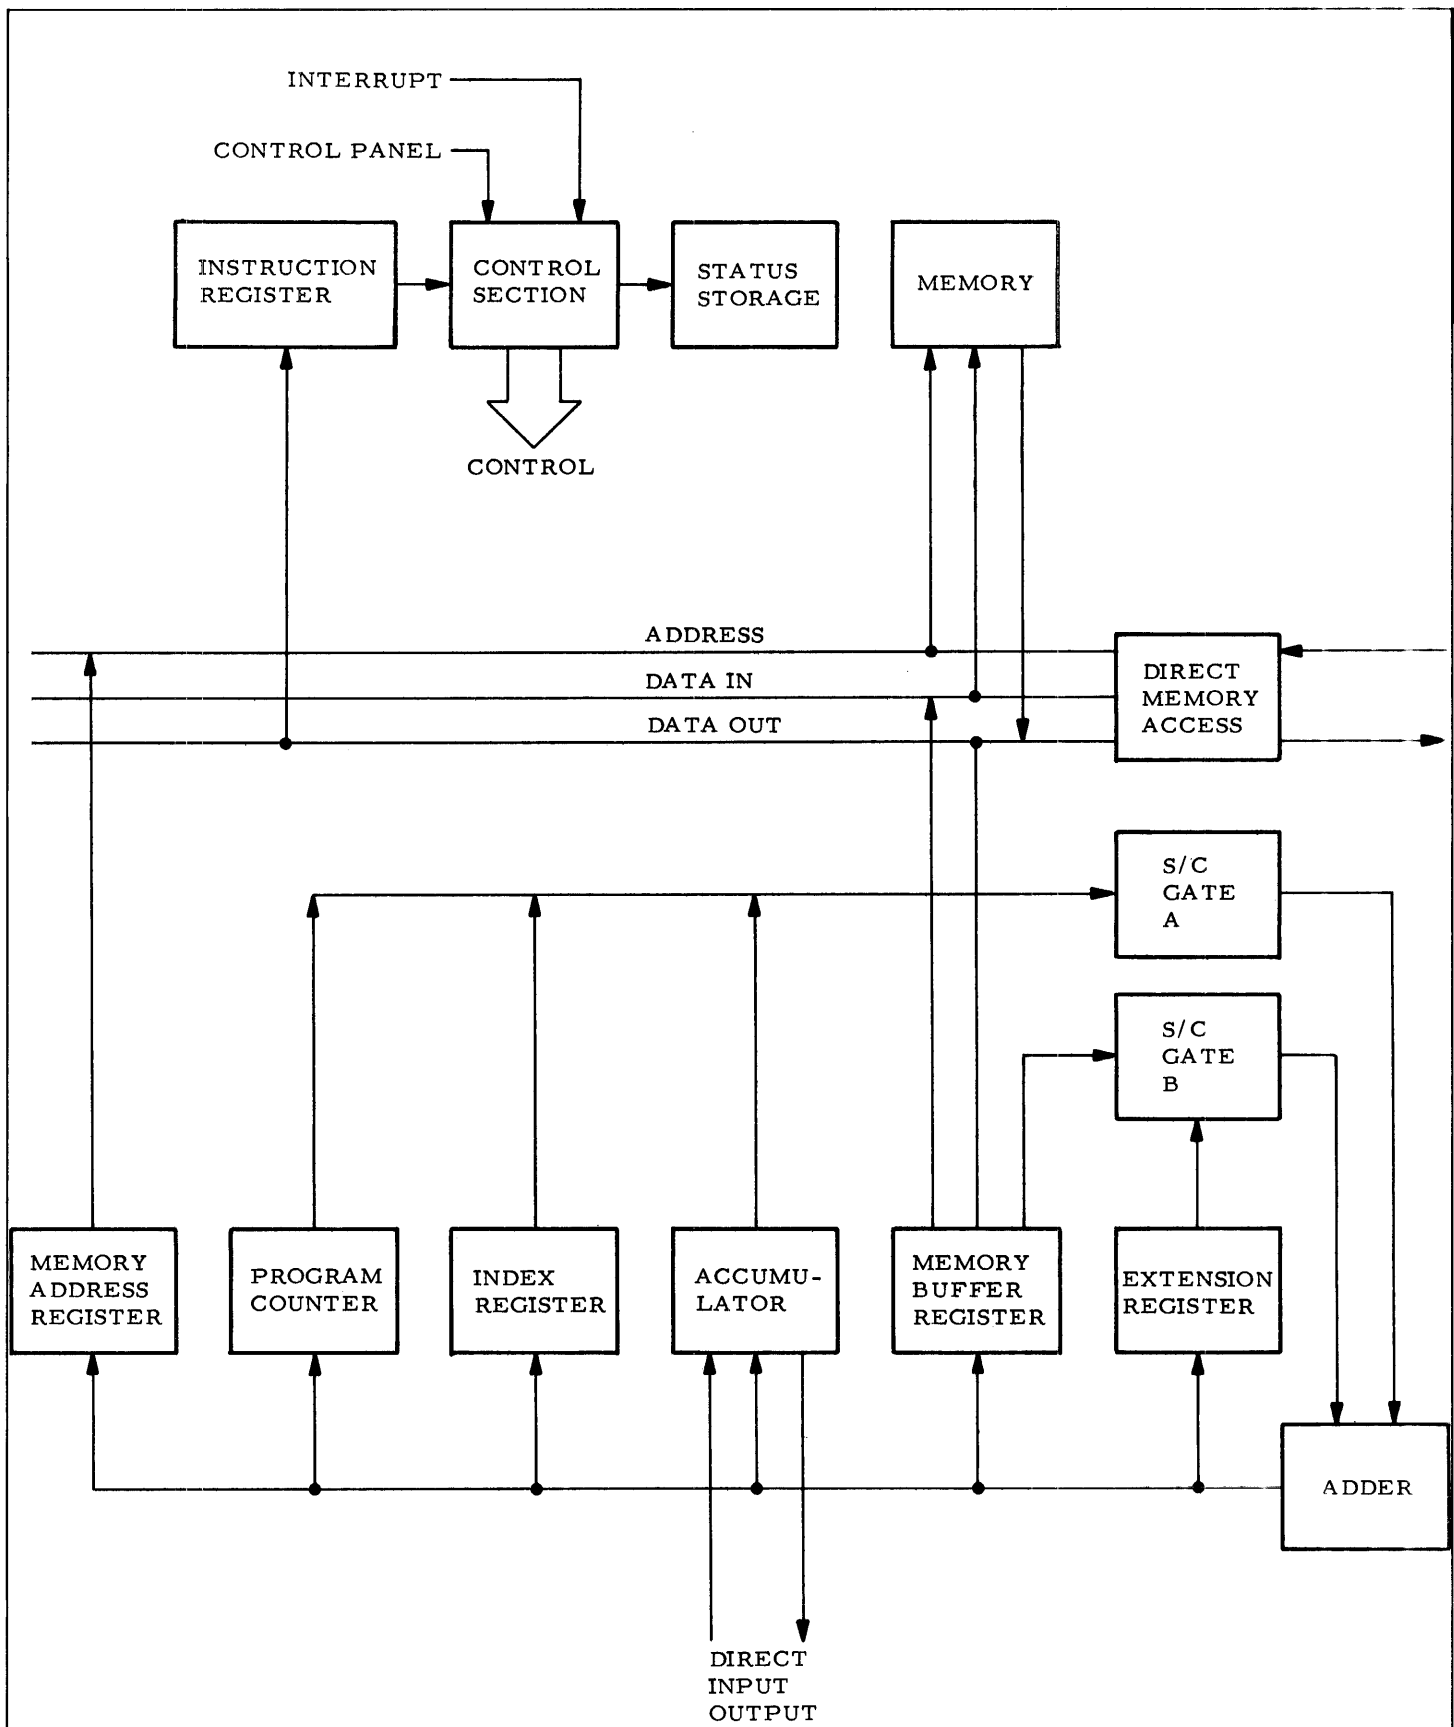 INTERRUPT
CONTROL PANEL
INSTRUCTION
REGISTER
CONTROL
SECTION
STATUS
STORAGE
MEMORY
CONTROL
ADDRESS
DATA IN
DATA OUT
DIRECT
MEMORY
ACCESS
S/C
GATE
A
S/C
GATE
B
MEMORY
ADDRESS
REGISTER
PROGRAM
COUNTER
INDEX
REGISTER
ACCUMU-
LATOR
MEMORY
BUFFER
REGISTER
EXTENSION
REGISTER
ADDER
DIRECT
INPUT
OUTPUT